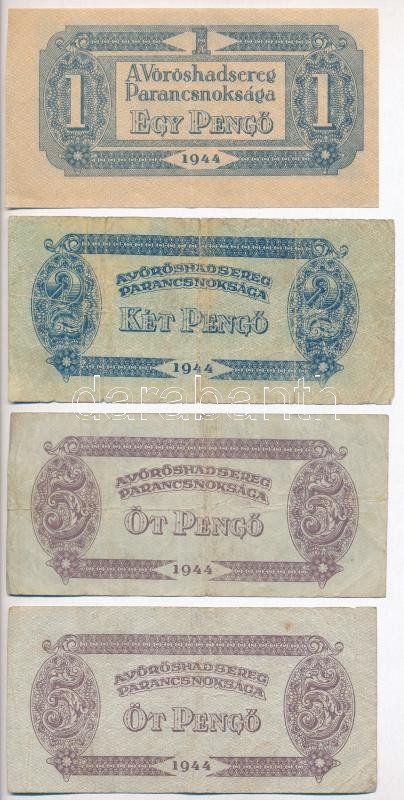 1
A Vöröshadsereg
Parancsnoksága
1 Egy Pengő 1
1944
A VÖRÖSHADSEREG
PARANCSNOKSÁGA
2 KÉT PENGŐ 2
1944
darabanth
A VÖRÖSHADSEREG
PARANCSNOKSÁGA
5 ÖT PENGŐ 5
1944
A VÖRÖSHADSEREG
PARANCSNOKSÁGA
5 ÖT PENGŐ 5
1944